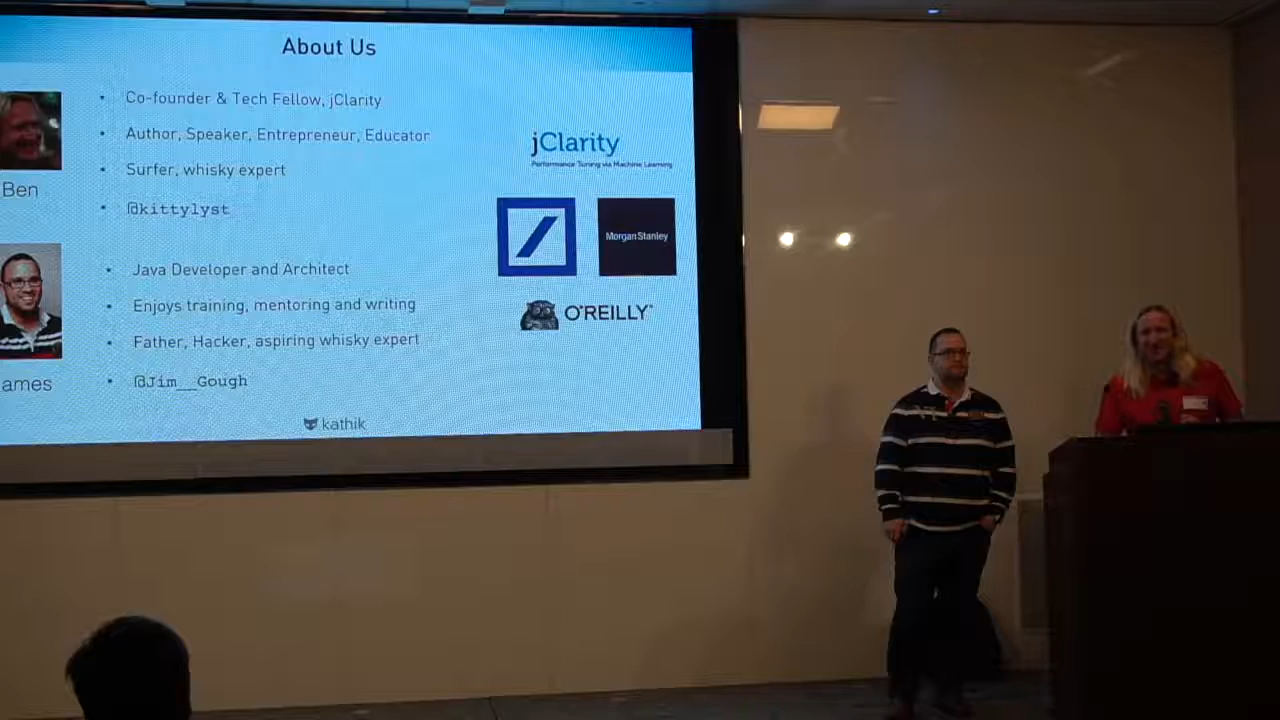 About Us
• Co-founder & Tech Fellow, jClarity
• Author, Speaker, Entrepreneur, Educator
• Surfer, whisky expert
Ben
• @kittylyst
• Java Developer and Architect
• Enjoys training, mentoring and writing
• Father, Hacker, aspiring whisky expert
ames
• @Jim__Gough
jClarity
Performance Tuning via Machine Learning
Morgan Stanley
O'REILLY
kathik